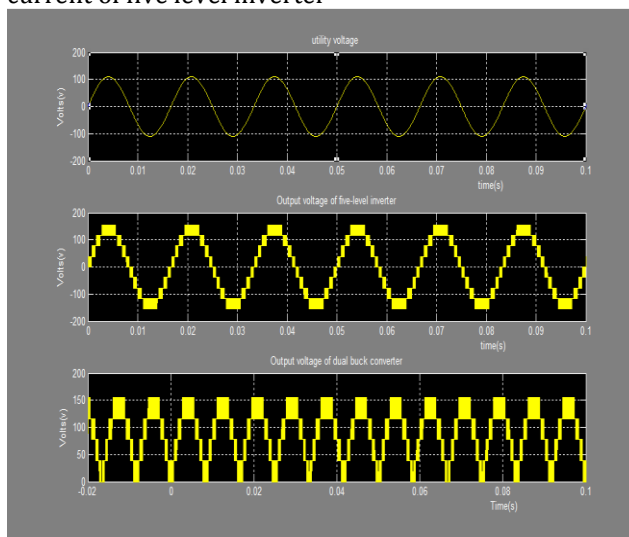 current of five level inverter
utility voltage
200
100
0
-100
-200
Volts(v)
0 0.01 0.02 0.03 0.04 0.05 0.06 0.07 0.08 0.09 0.1
time(s)
Output voltage of five-level inverter
200
100
0
-100
-200
Volts(v)
0 0.01 0.02 0.03 0.04 0.05 0.06 0.07 0.08 0.09 0.1
time(s)
Output voltage of dual buck converter
200
150
100
50
0
Volts(v)
-0.02 0 0.02 0.04 0.06 0.08 0.1
Time(s)